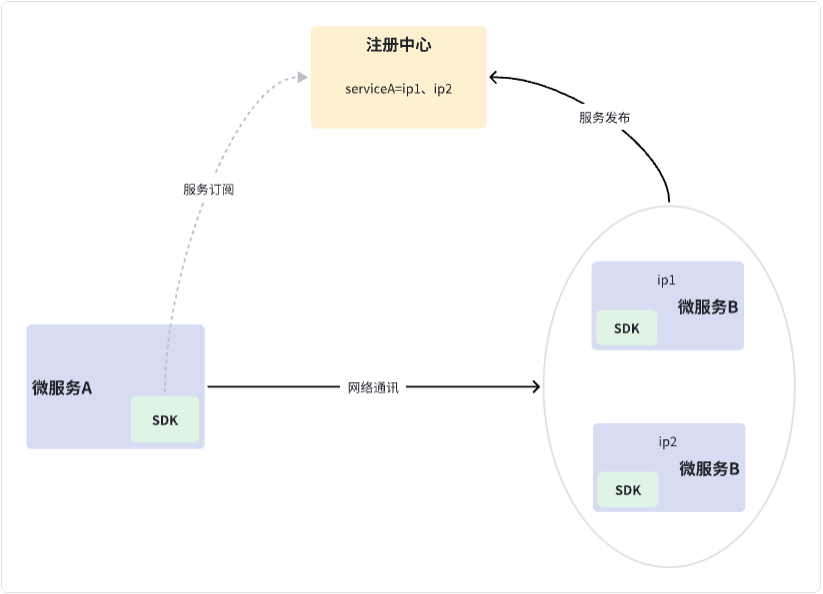 注册中心
serviceA=ip1、ip2
服务发布
服务订阅
ip1
微服务B
SDK
微服务A
SDK
网络通讯
ip2
微服务B
SDK